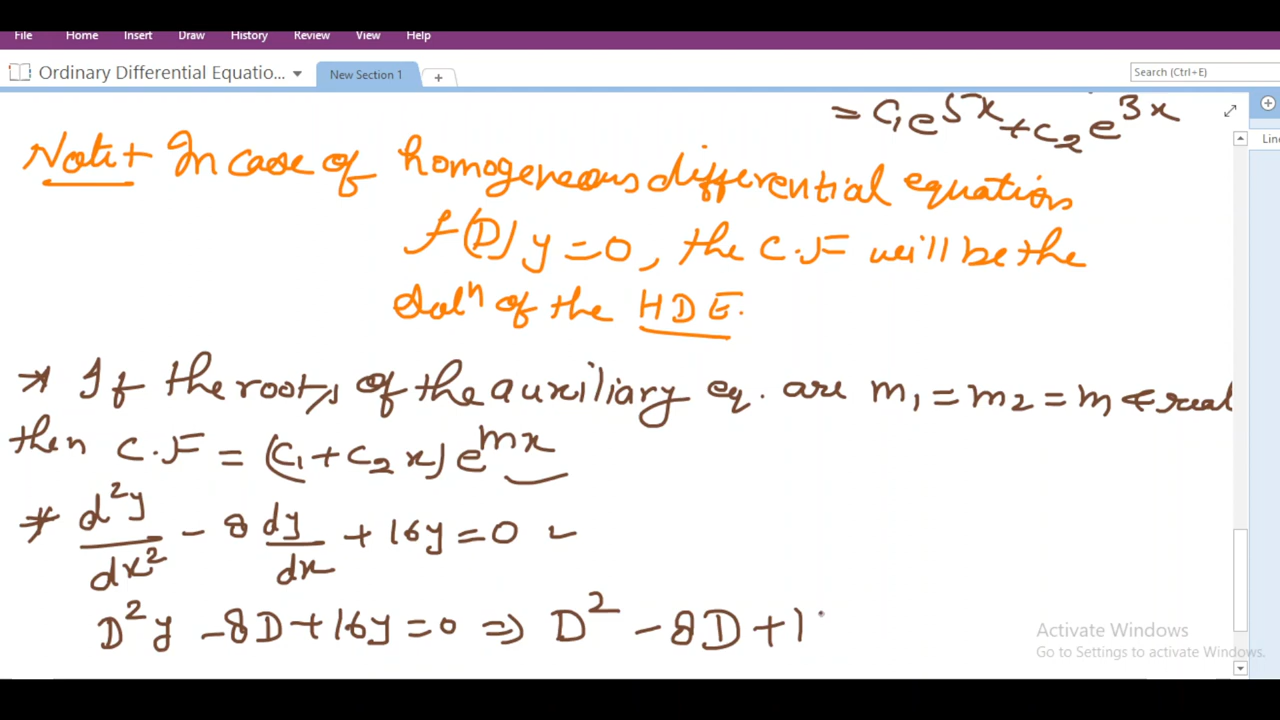 File Home Insert Draw History Review View Help
Ordinary Differential Equatio... New Section 1 + Search (Ctrl+E)
= C₁e^5x + C₂e^3x
Note + In case of homogeneous differential equations
f(D)y = 0, the C.F will be the
Solⁿ of the HDE.
* If the roots of the auxiliary eq. are m₁ = m₂ = m & real
then C.F = (C₁ + C₂x) e^mx
* d²y/dx² - 8 dy/dx + 16y = 0
D²y - 8D + 16y = 0 ⇒ D² - 8D + 1
Activate Windows
Go to Settings to activate Windows.